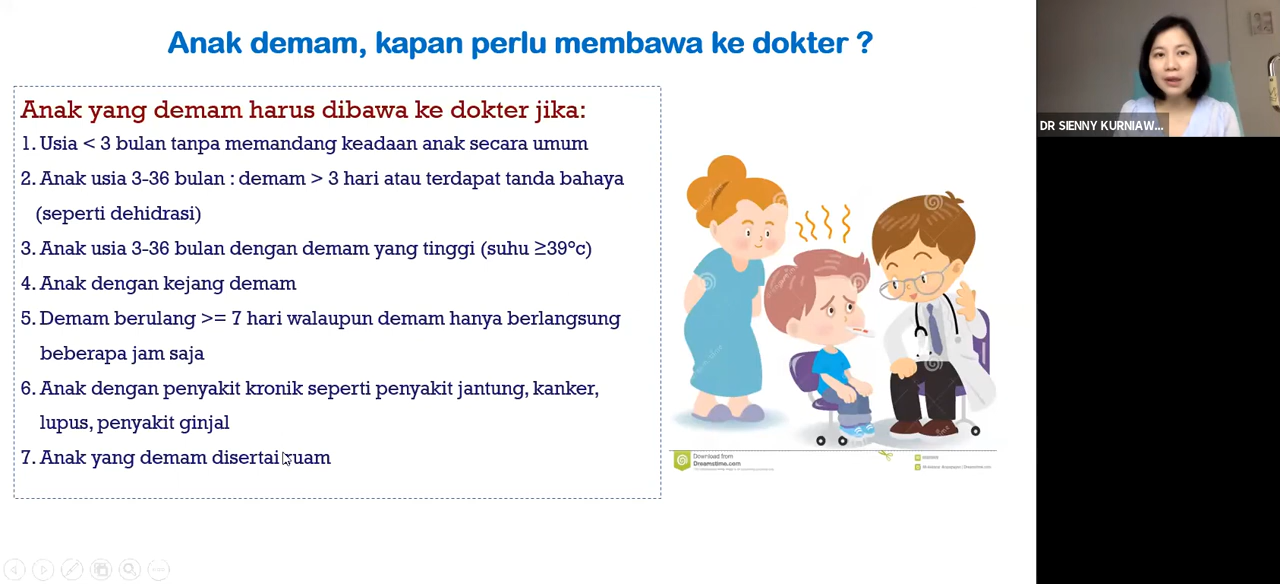 Anak demam, kapan perlu membawa ke dokter ?
Anak yang demam harus dibawa ke dokter jika:
1. Usia < 3 bulan tanpa memandang keadaan anak secara umum
2. Anak usia 3-36 bulan : demam > 3 hari atau terdapat tanda bahaya
(seperti dehidrasi)
3. Anak usia 3-36 bulan dengan demam yang tinggi (suhu ≥39°c)
4. Anak dengan kejang demam
5. Demam berulang >= 7 hari walaupun demam hanya berlangsung
beberapa jam saja
6. Anak dengan penyakit kronik seperti penyakit jantung, kanker,
lupus, penyakit ginjal
7. Anak yang demam disertai ruam
DR SIENNY KURNIAW...
Download from
Dreamstime.com